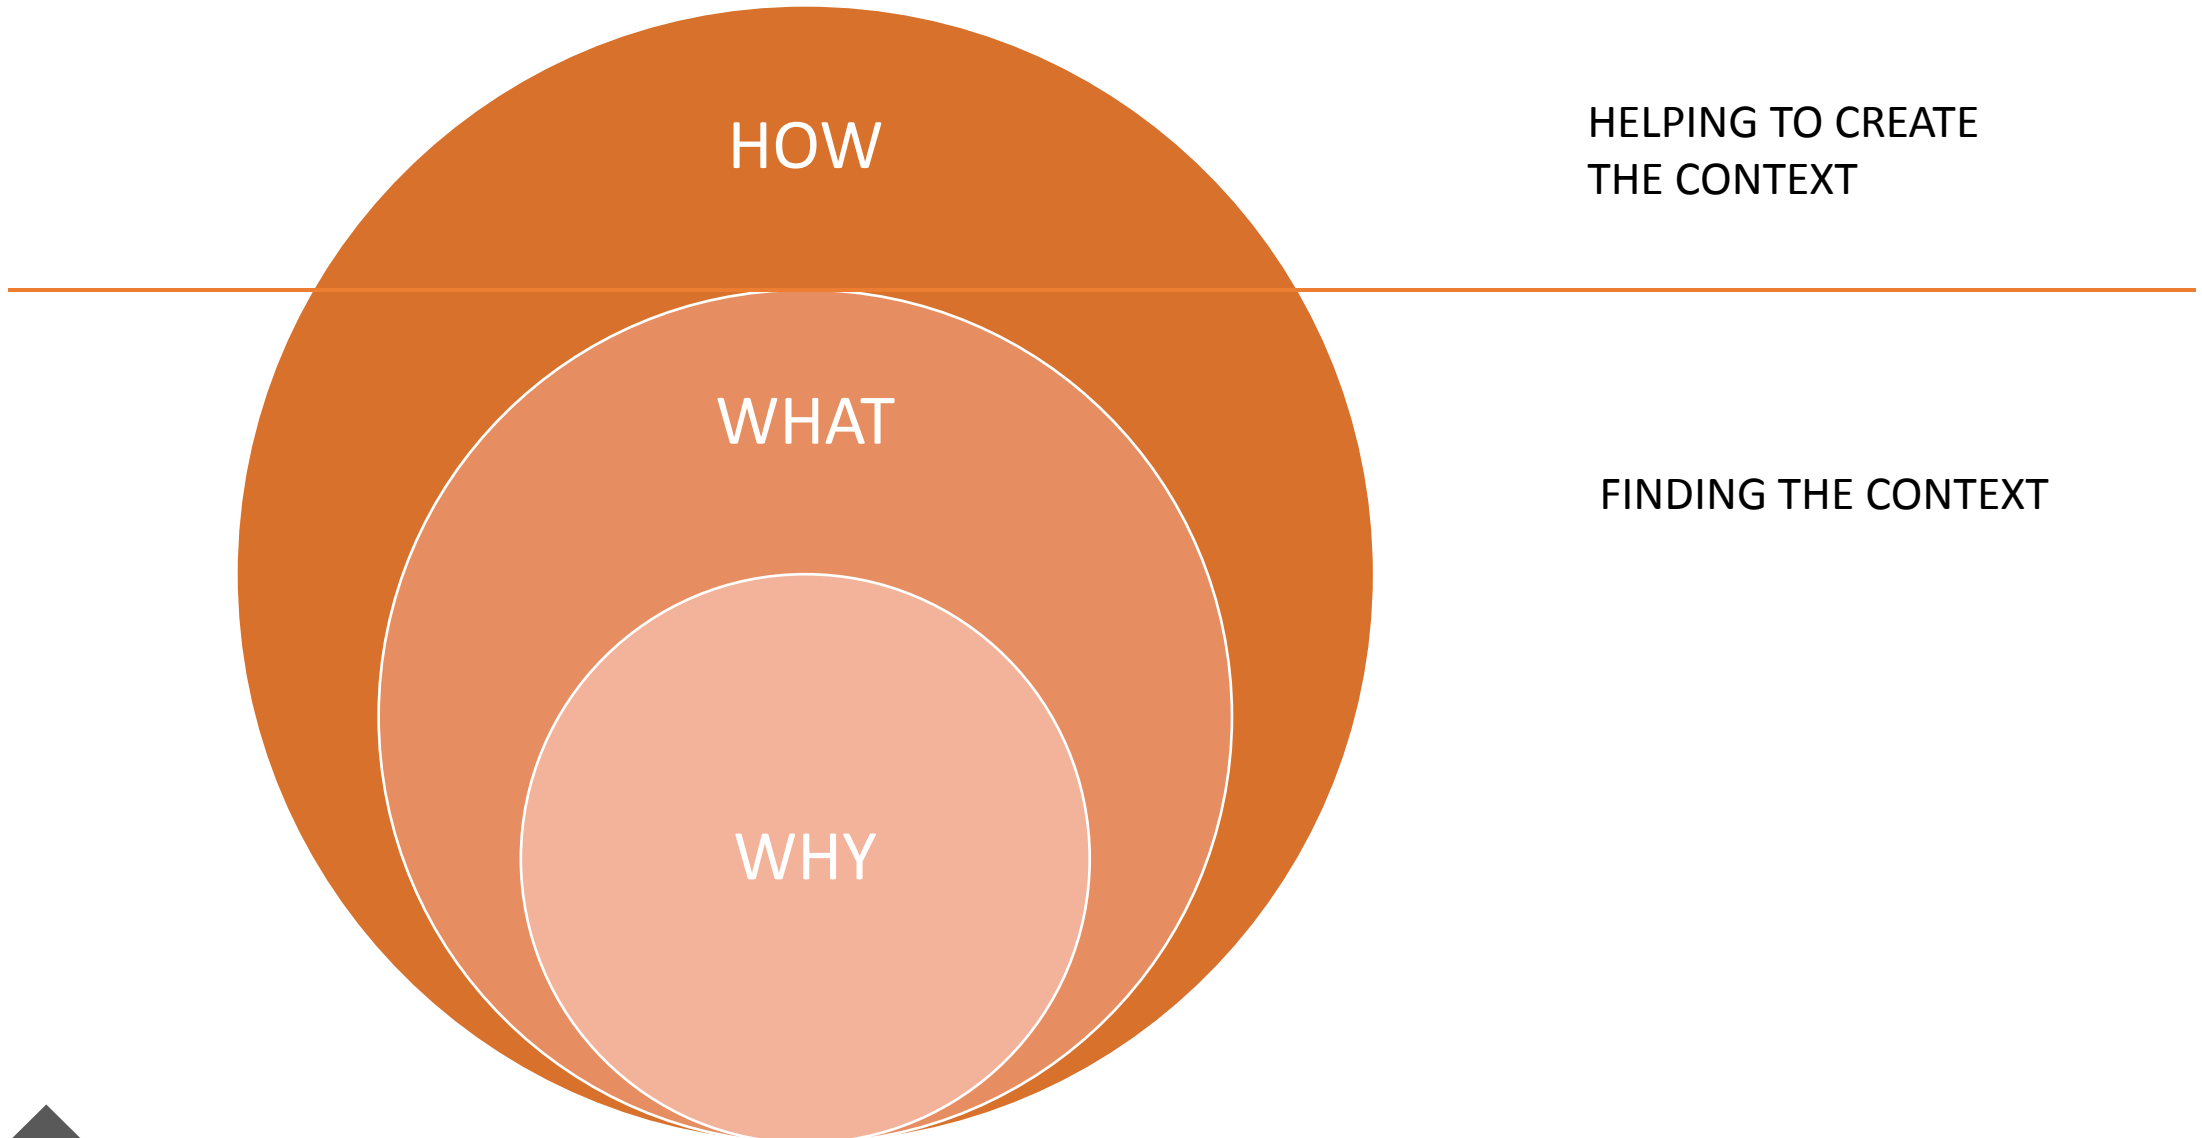 HOW
HELPING TO CREATE
THE CONTEXT
WHAT
FINDING THE CONTEXT
WHY